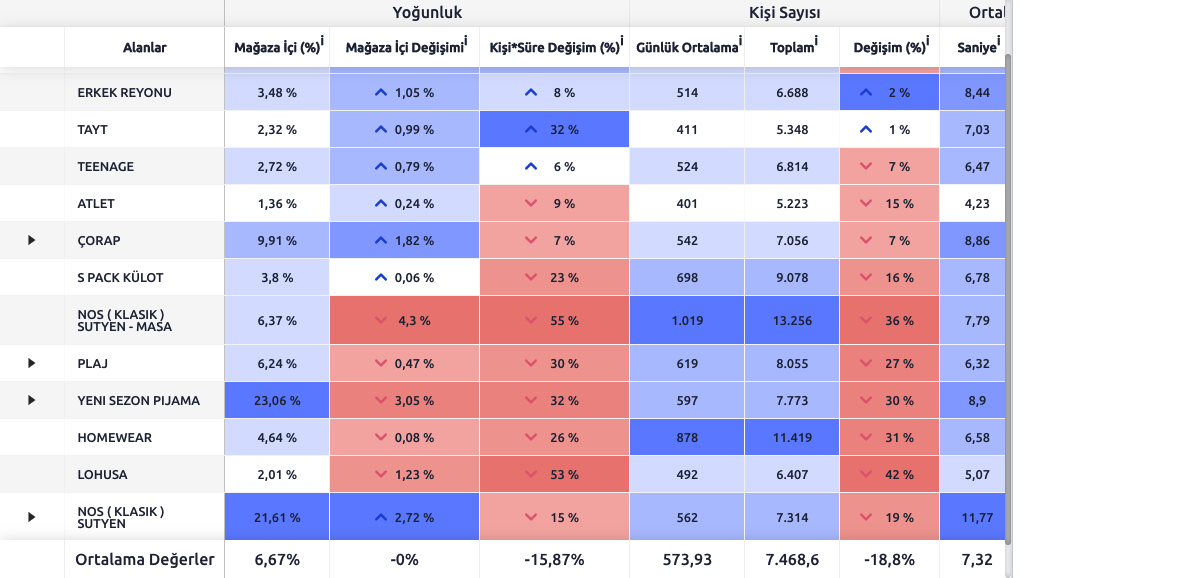 Yoğunluk Kişi Sayısı Ortal
Alanlar Mağaza İçi (%)i Mağaza İçi Değişimi i Kişi*Süre Değişim (%)i Günlük Ortalama i Toplam i Değişim (%)i Saniye i
ERKEK REYONU 3,48 % 1,05 % 8 % 514 6.688 2 % 8,44
TAYT 2,32 % 0,99 % 32 % 411 5.348 1 % 7,03
TEENAGE 2,72 % 0,79 % 6 % 524 6.814 7 % 6,47
ATLET 1,36 % 0,24 % 9 % 401 5.223 15 % 4,23
ÇORAP 9,91 % 1,82 % 7 % 542 7.056 7 % 8,86
S PACK KÜLOT 3,8 % 0,06 % 23 % 698 9.078 16 % 6,78
NOS ( KLASIK )
SUTYEN - MASA 6,37 % 4,3 % 55 % 1.019 13.256 36 % 7,79
PLAJ 6,24 % 0,47 % 30 % 619 8.055 27 % 6,32
YENI SEZON PIJAMA 23,06 % 3,05 % 32 % 597 7.773 30 % 8,9
HOMEWEAR 4,64 % 0,08 % 26 % 878 11.419 31 % 6,58
LOHUSA 2,01 % 1,23 % 53 % 492 6.407 42 % 5,07
NOS ( KLASIK )
SUTYEN 21,61 % 2,72 % 15 % 562 7.314 19 % 11,77
Ortalama Değerler 6,67% -0% -15,87% 573,93 7.468,6 -18,8% 7,32